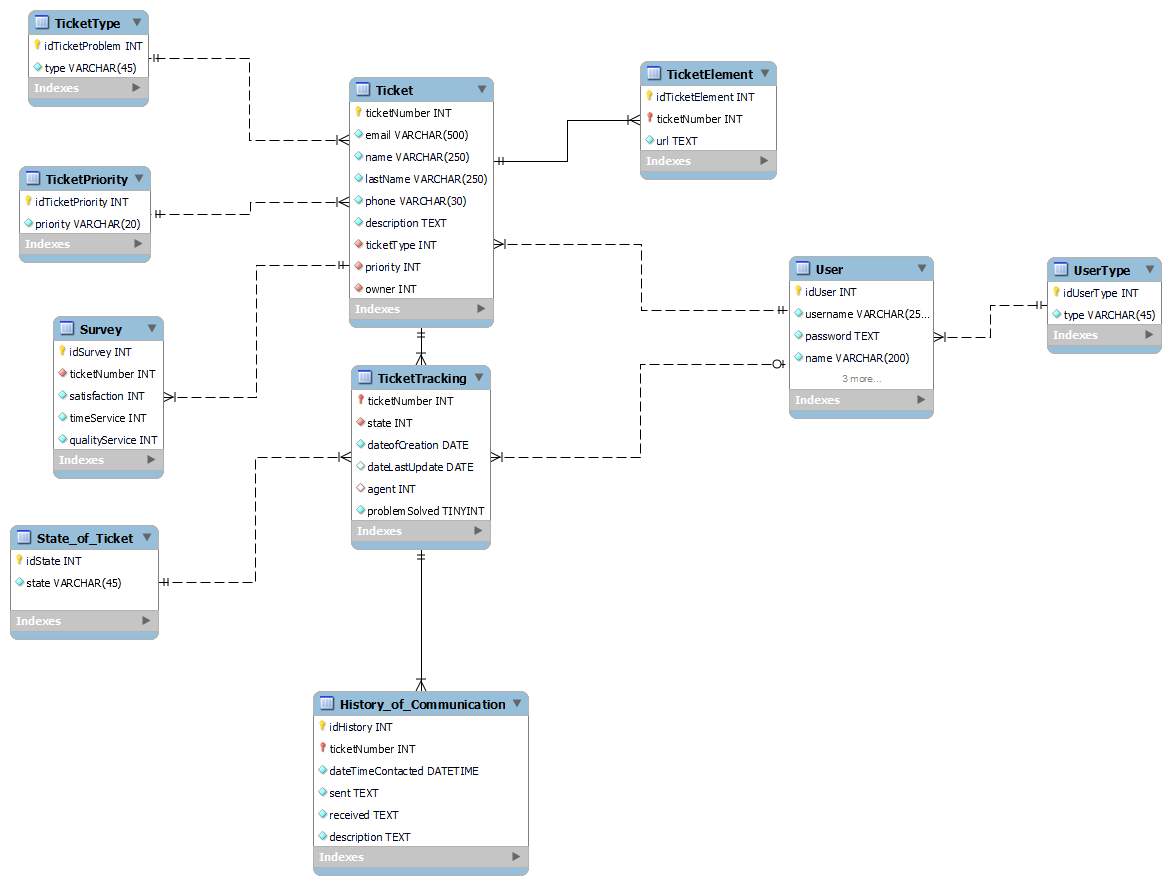 TicketType
idTicketProblem INT
type VARCHAR(45)
Indexes
TicketPriority
idTicketPriority INT
priority VARCHAR(20)
Indexes
Survey
idSurvey INT
ticketNumber INT
satisfaction INT
timeService INT
qualityService INT
Indexes
State_of_Ticket
idState INT
state VARCHAR(45)
Indexes
Ticket
ticketNumber INT
email VARCHAR(500)
name VARCHAR(250)
lastName VARCHAR(250)
phone VARCHAR(30)
description TEXT
ticketType INT
priority INT
owner INT
Indexes
TicketTracking
ticketNumber INT
state INT
dateofCreation DATE
dateLastUpdate DATE
agent INT
problemSolved TINYINT
Indexes
History_of_Communication
idHistory INT
ticketNumber INT
dateTimeContacted DATETIME
sent TEXT
received TEXT
description TEXT
Indexes
TicketElement
idTicketElement INT
ticketNumber INT
url TEXT
Indexes
User
idUser INT
username VARCHAR(25...
password TEXT
name VARCHAR(200)
3 more...
Indexes
UserType
idUserType INT
type VARCHAR(45)
Indexes